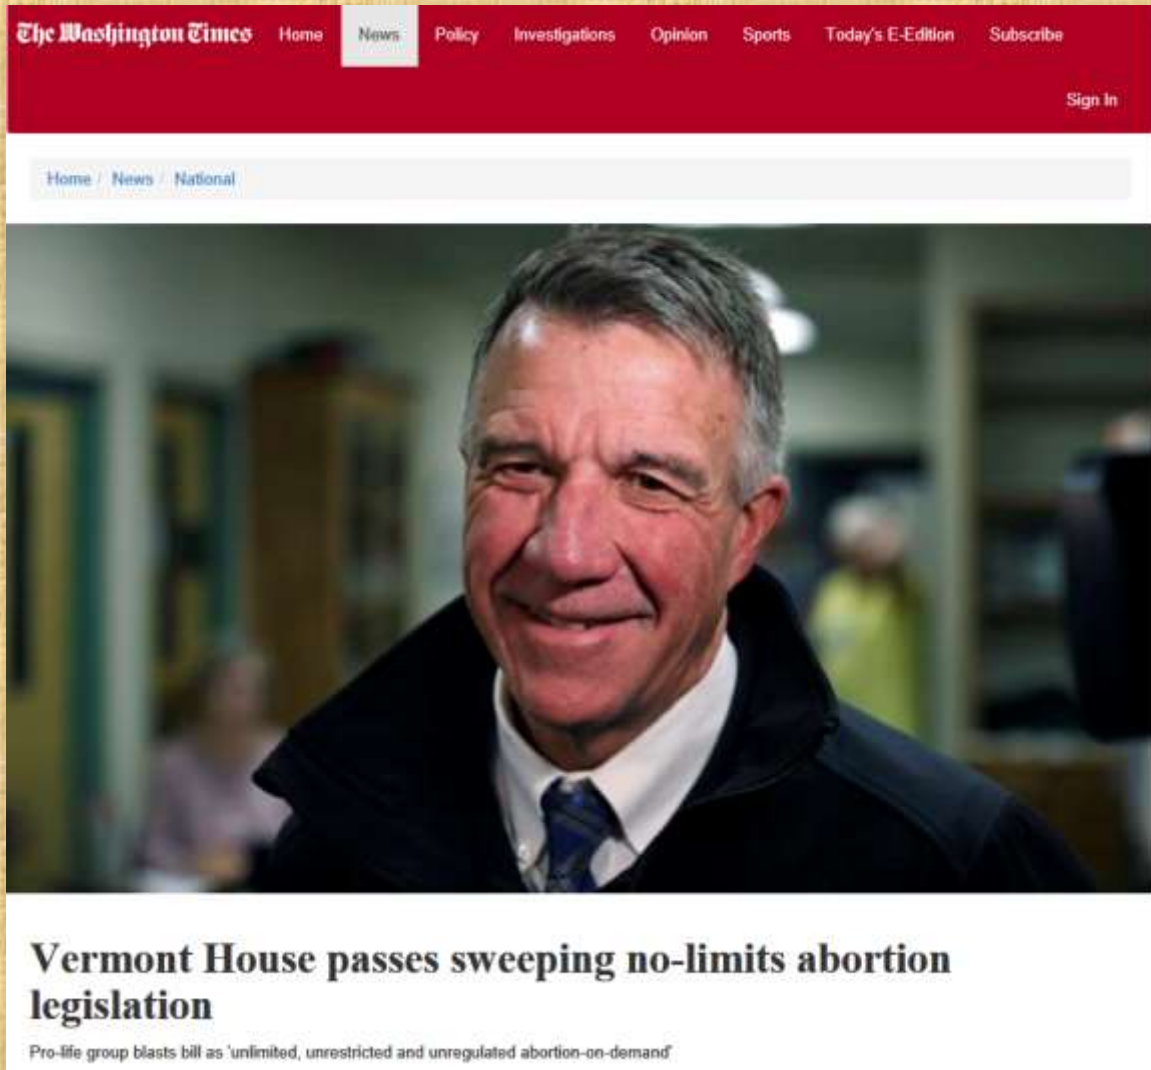 The Washington Times Home News Policy Investigations Opinion Sports Today's E-Edition Subscribe
Sign In
Home / News / National
Vermont House passes sweeping no-limits abortion
legislation
Pro-life group blasts bill as 'unlimited, unrestricted and unregulated abortion-on-demand'